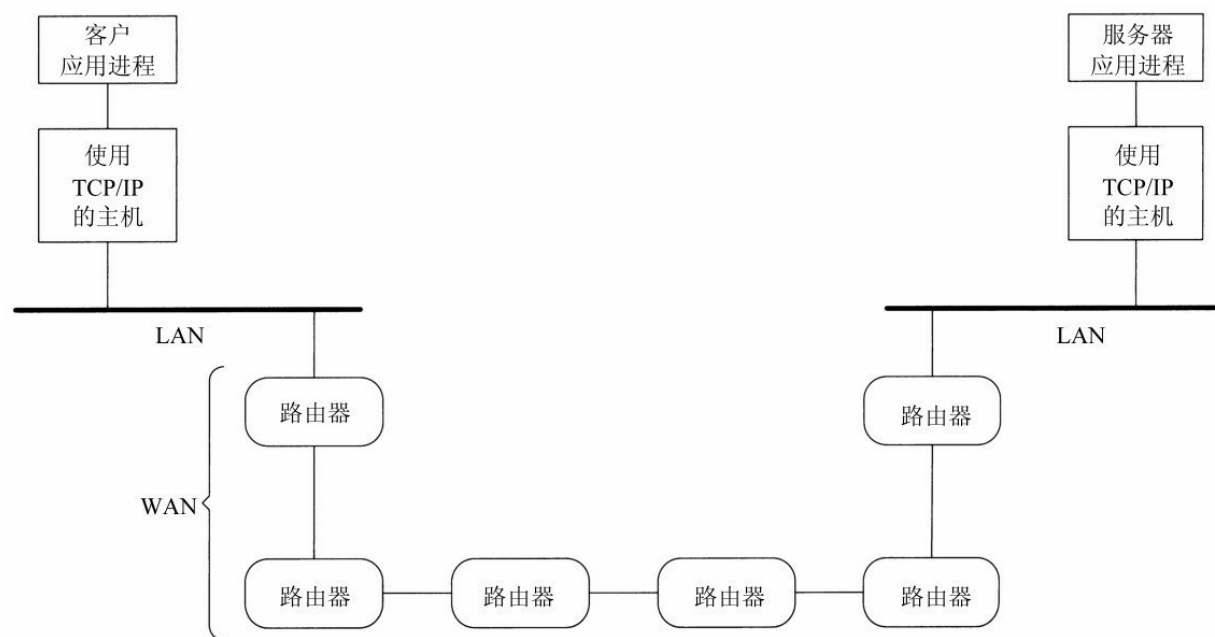 客户
应用进程
服务器
应用进程
使用
TCP/IP
的主机
使用
TCP/IP
的主机
LAN
LAN
路由器
路由器
WAN
路由器
路由器
路由器
路由器